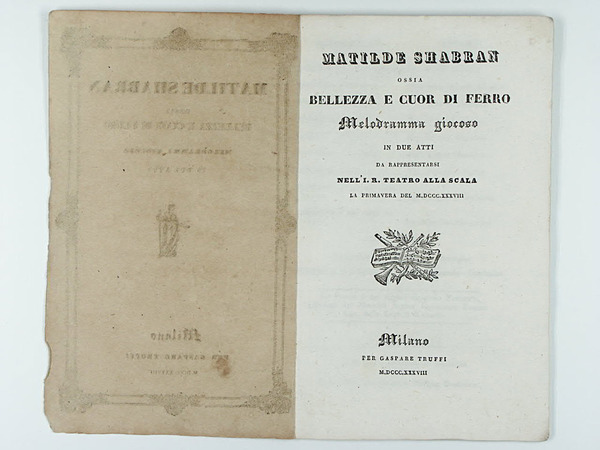 MATILDE SHABRAN
OSSIA
BELLEZZA E CUOR DI FERRO
Melodramma giocoso
IN DUE ATTI
DA RAPPRESENTARSI
NELL'I. R. TEATRO ALLA SCALA
LA PRIMAVERA DEL M.DCCC.XXXVIII
Milano
PER GASPARE TRUFFI
M.DCCC.XXXVIII